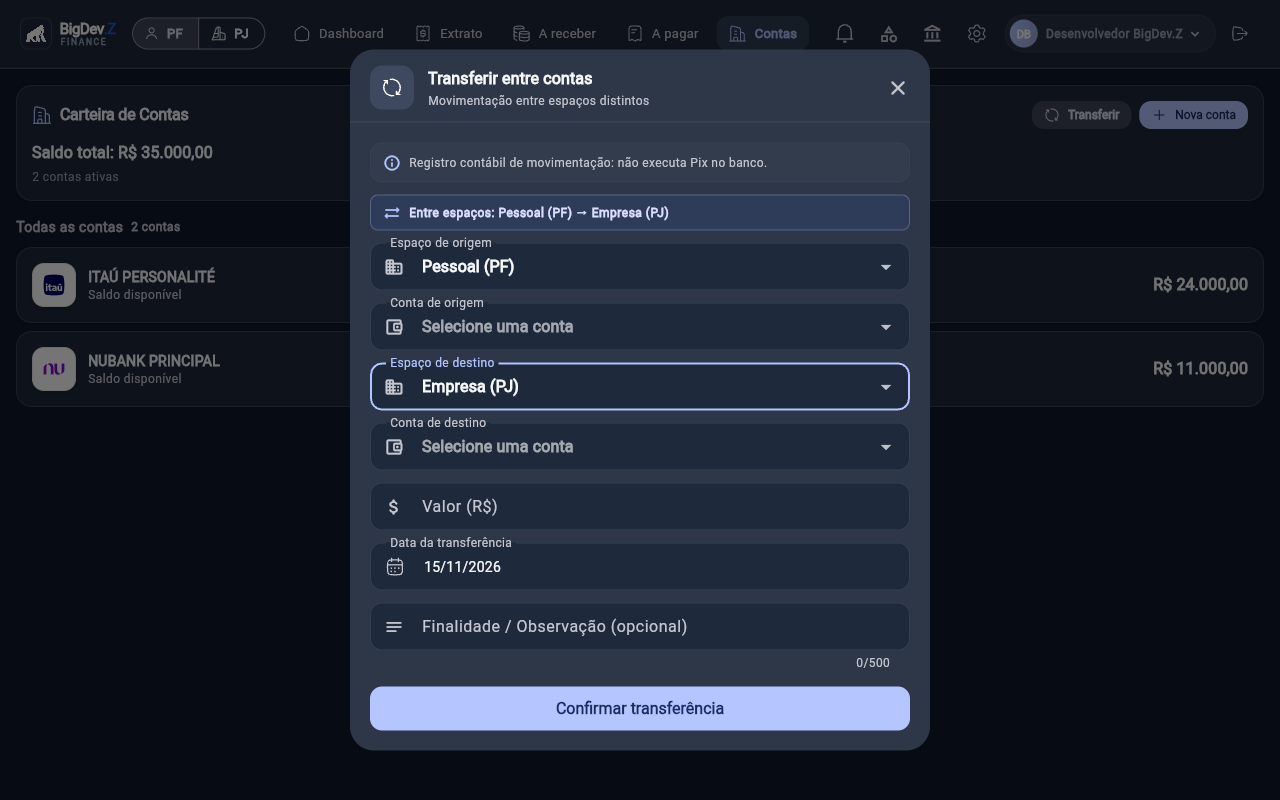 BigDev.Z
FINANCE
PF
PJ
Dashboard
Extrato
A receber
A pagar
Contas
DB
Desenvolvedor BigDev.Z
Carteira de Contas
Saldo total: R$ 35.000,00
2 contas ativas
Transferir
Nova conta
Todas as contas 2 contas
itaú
ITAÚ PERSONALITÉ
Saldo disponível
R$ 24.000,00
nu
NUBANK PRINCIPAL
Saldo disponível
R$ 11.000,00
Transferir entre contas
Movimentação entre espaços distintos
Registro contábil de movimentação: não executa Pix no banco.
Entre espaços: Pessoal (PF) → Empresa (PJ)
Espaço de origem
Pessoal (PF)
Conta de origem
Selecione uma conta
Espaço de destino
Empresa (PJ)
Conta de destino
Selecione uma conta
Valor (R$)
Data da transferência
15/11/2026
Finalidade / Observação (opcional)
0/500
Confirmar transferência